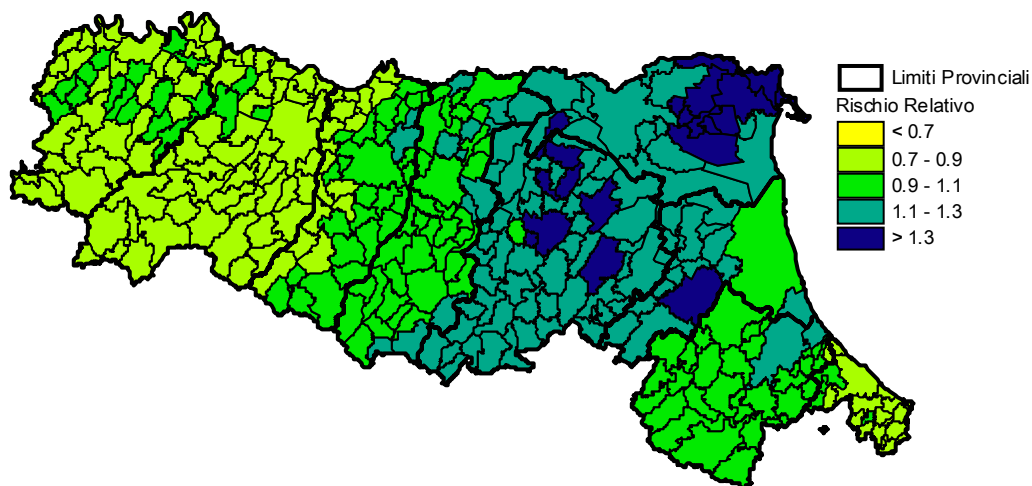 Limiti Provinciali
Rischio Relativo
< 0.7
0.7 - 0.9
0.9 - 1.1
1.1 - 1.3
> 1.3